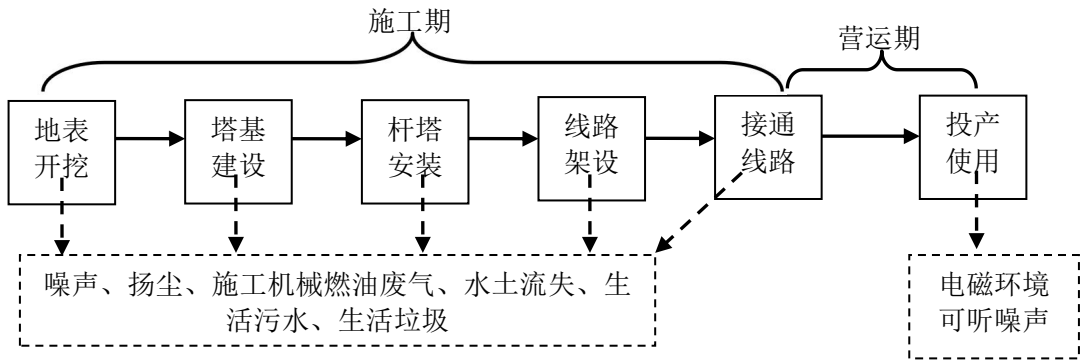 施工期
营运期
地表
开挖
塔基
建设
杆塔
安装
线路
架设
接通
线路
投产
使用
噪声、扬尘、施工机械燃油废气、水土流失、生
活污水、生活垃圾
电磁环境
可听噪声